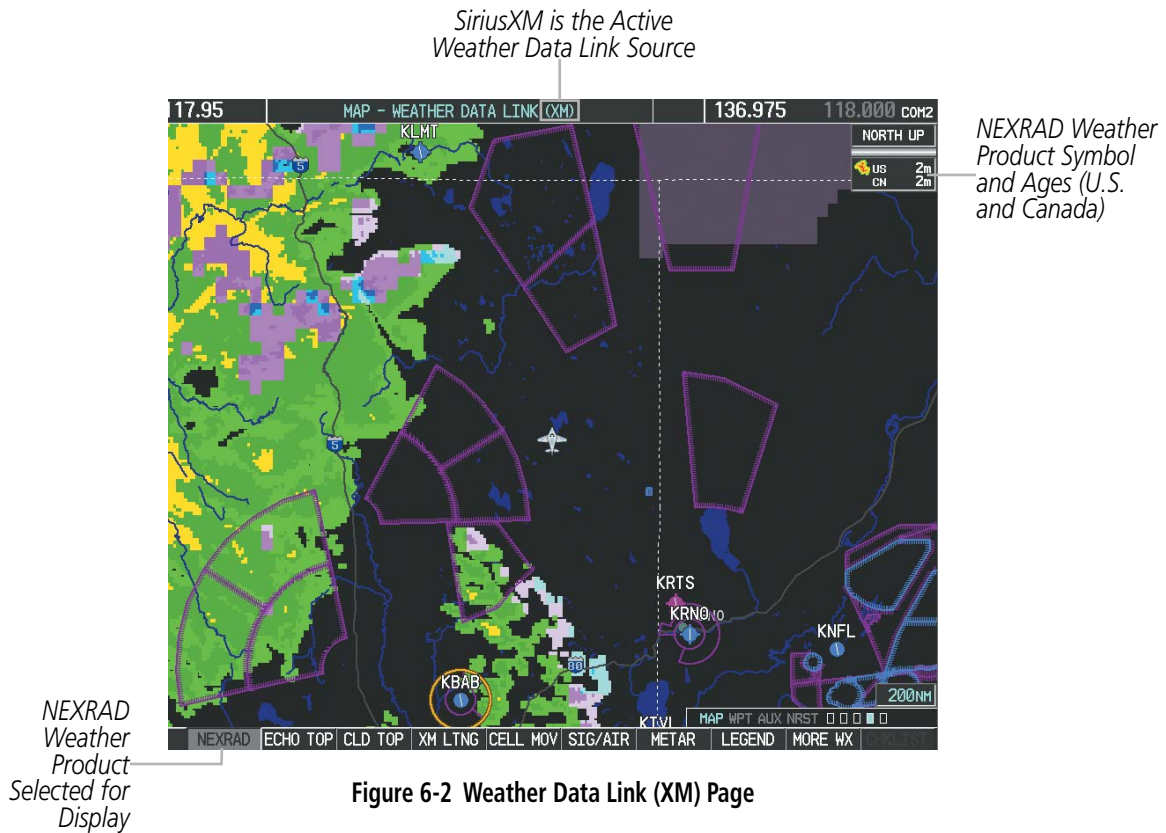 SiriusXM is the Active
Weather Data Link Source
117.95 MAP - WEATHER DATA LINK (XM) 136.975 118.000 COM2
KLMT
NORTH UP
5
US 2m
CN 2m
NEXRAD Weather
Product Symbol
and Ages (U.S.
and Canada)
5
KRTS
KRNO
KNFL
80
KBAB
200NM
KTVL
MAP WPT AUX NRST
NEXRAD ECHO TOP CLD TOP XM LTNG CELL MOV SIG/AIR METAR LEGEND MORE WX CHKLIST
NEXRAD
Weather
Product
Selected for
Display
Figure 6-2 Weather Data Link (XM) Page